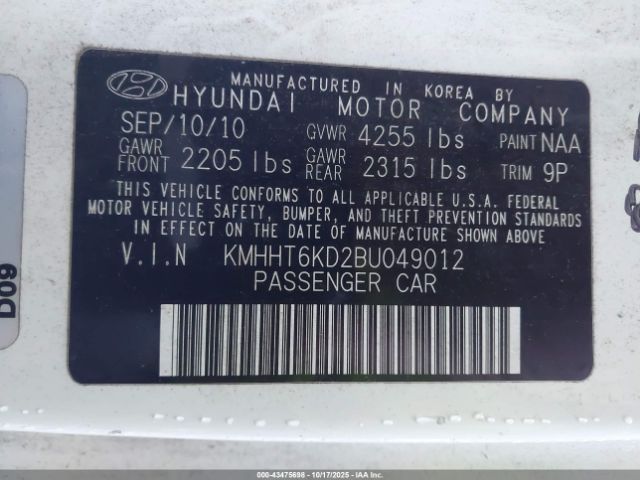 MANUFACTURED IN KOREA BY
HYUNDAI MOTOR COMPANY
SEP/10/10 GVWR 4255 lbs PAINT NAA
GAWR FRONT 2205 lbs GAWR REAR 2315 lbs TRIM 9P
THIS VEHICLE CONFORMS TO ALL APPLICABLE U.S.A. FEDERAL
MOTOR VEHICLE SAFETY, BUMPER, AND THEFT PREVENTION STANDARDS
IN EFFECT ON THE DATE OF MANUFACTURE SHOWN ABOVE.
V.I.N KMHHT6KD2BU049012
PASSENGER CAR
D09
000-43475698 - 10/17/2025 - COPYRIGHT IAA, LLC.